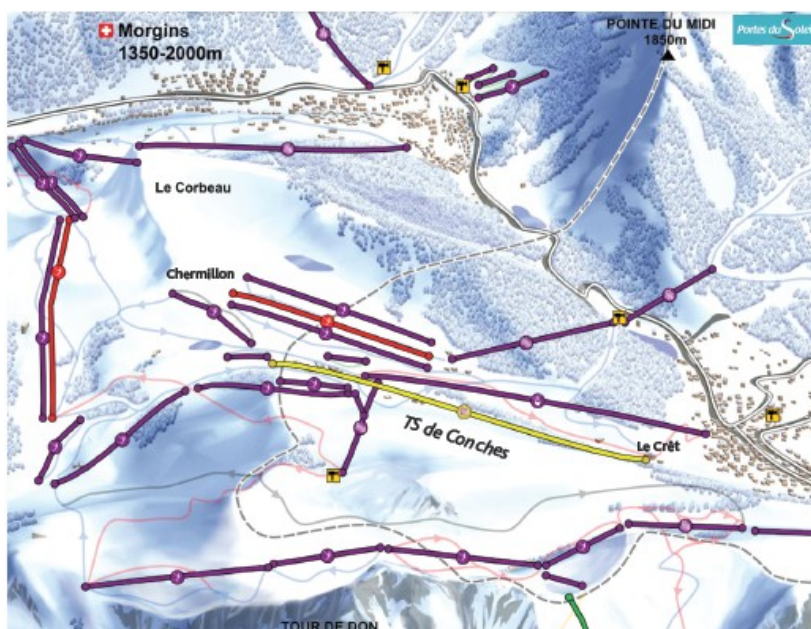 Morgins
1350-2000m
POINTE DU MIDI
1850m
Portes du Soleil
Le Corbeau
Chermillon
TS de Conches
Le Crêt
TOUR DE DON